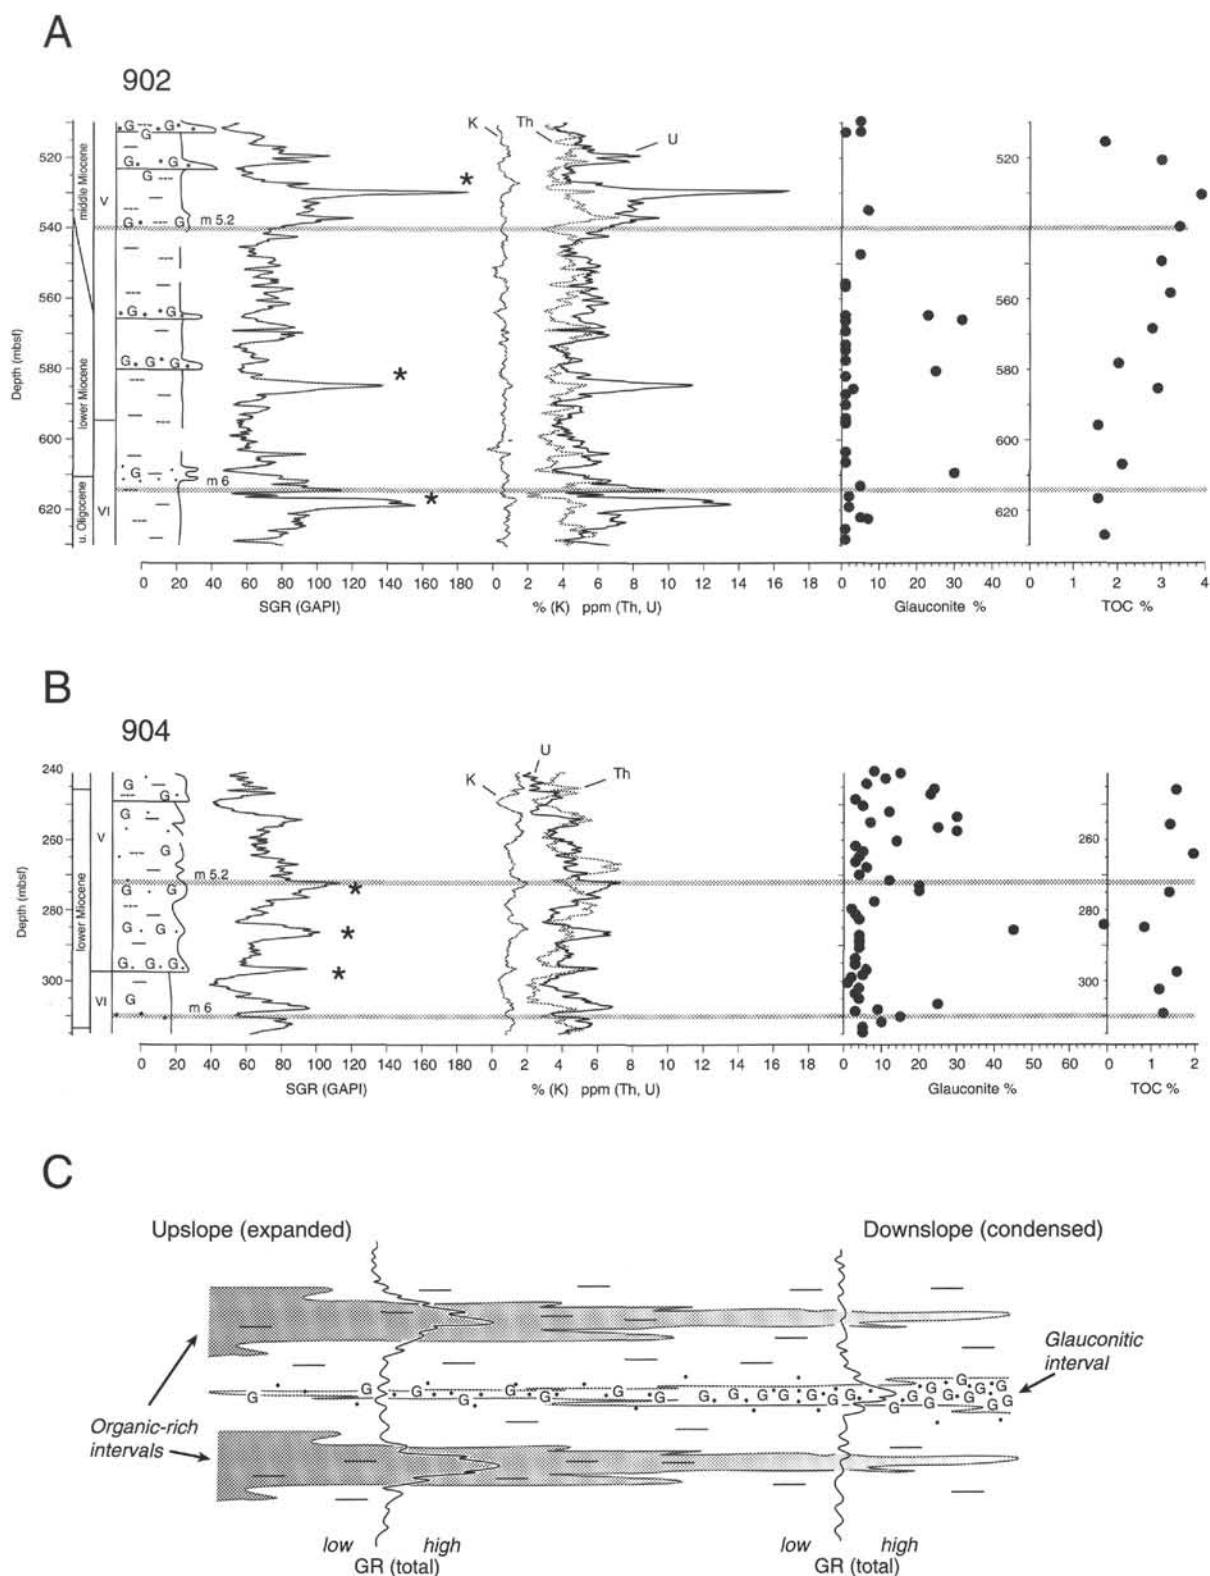 A
902
K
Th
U
G G
G
G G
G
G G
G G
G G G
G
m 5.2
m 6
middle Miocene
lower Miocene
u. Oligocene
V
VI
Depth (mbsf)
520
540
560
580
600
620
520
540
560
580
600
620
*
*
*
0 20 40 60 80 100 120 140 160 180
0 2 4 6 8 10 12 14 16 18
0 10 20 30 40
0 1 2 3 4
SGR (GAPI)
% (K) ppm (Th, U)
Glauconite %
TOC %
B
904
U
K
Th
240
260
280
300
Depth (mbsf)
lower Miocene
V
VI
G
G
G
G
G G
G G
G G G
G
m 5.2
m 6
*
*
*
260
280
300
0 20 40 60 80 100 120 140 160 180
0 2 4 6 8 10 12 14 16 18
0 10 20 30 40 50 60
0 1 2
SGR (GAPI)
% (K) ppm (Th, U)
Glauconite %
TOC %
C
Upslope (expanded)
Downslope (condensed)
Glauconitic
interval
G G G G G G G G G G G G G G G G G G G G G G G G
Organic-rich
intervals
low high
GR (total)
low high
GR (total)